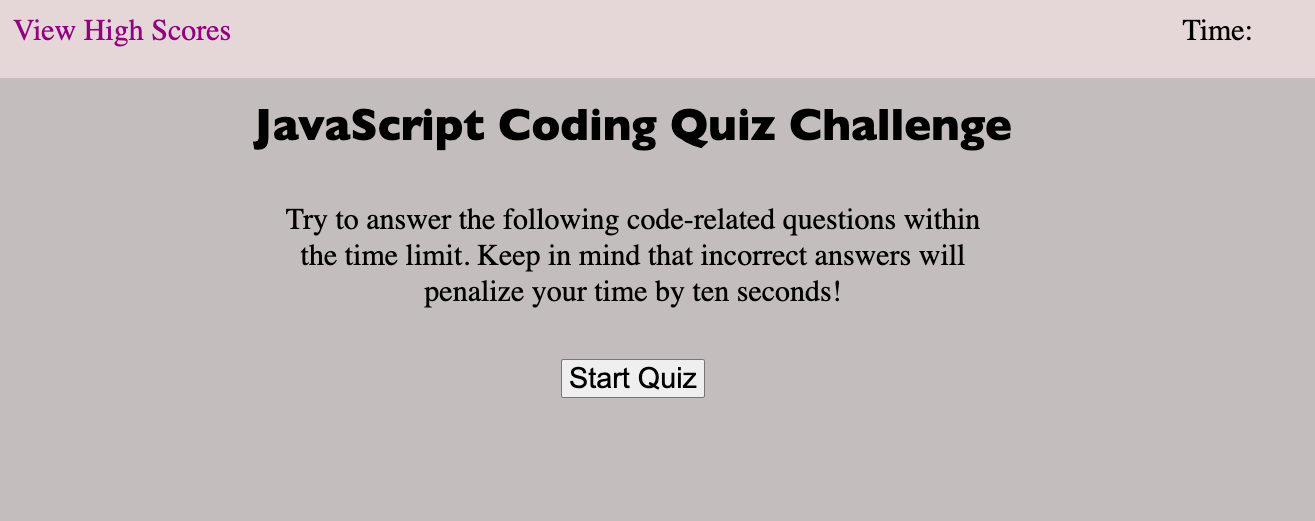 View High Scores
Time:
JavaScript Coding Quiz Challenge
Try to answer the following code-related questions within
the time limit. Keep in mind that incorrect answers will
penalize your time by ten seconds!
Start Quiz